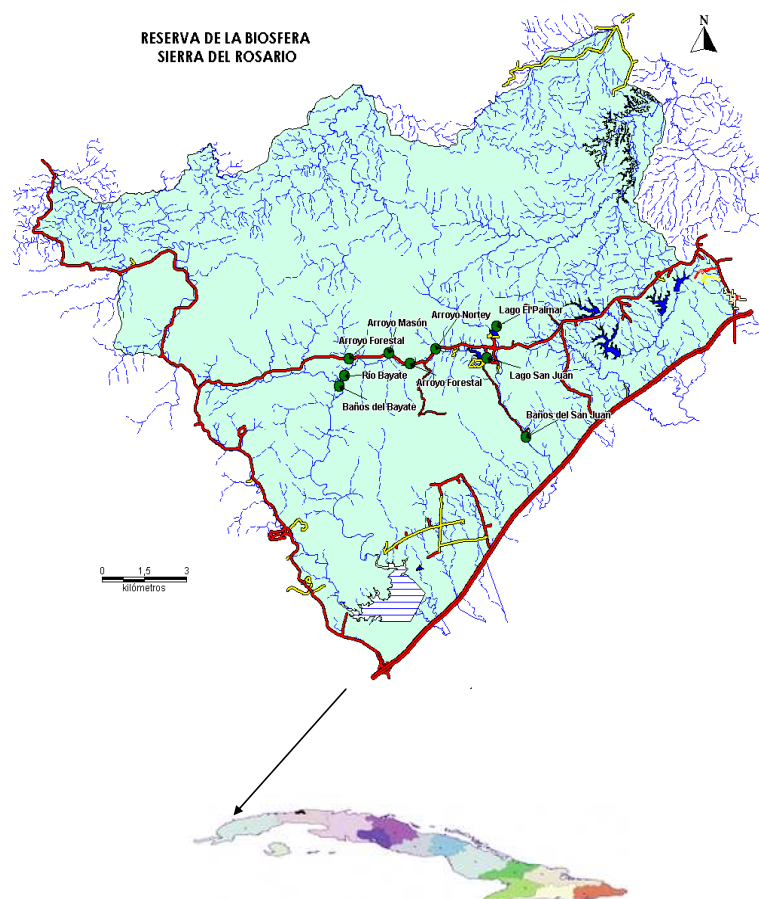 RESERVA DE LA BIOSFERA
SIERRA DEL ROSARIO
N
Lago El Palmar
Arroyo Nortey
Arroyo Masón
Arroyo Forestal
Río Bayate
Lago San Juan
Arroyo Forestal
Baños del Bayate
Baños del San Juan
0 1,5 3
kilómetros